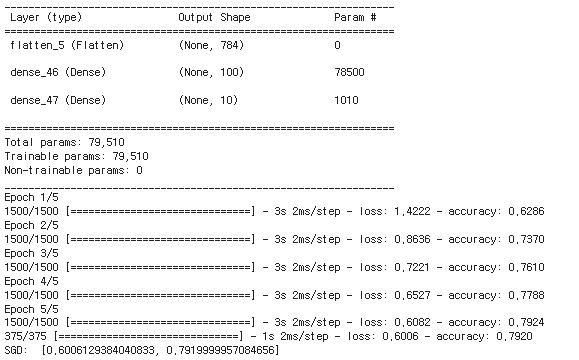 _________________________________________________________________
Layer (type)                 Output Shape              Param #
=================================================================
flatten_5 (Flatten)          (None, 784)               0
_________________________________________________________________
dense_46 (Dense)             (None, 100)               78500
_________________________________________________________________
dense_47 (Dense)             (None, 10)                1010
=================================================================
Total params: 79,510
Trainable params: 79,510
Non-trainable params: 0
_________________________________________________________________
Epoch 1/5
1500/1500 [==============================] - 3s 2ms/step - loss: 1.4222 - accuracy: 0.6286
Epoch 2/5
1500/1500 [==============================] - 3s 2ms/step - loss: 0.8636 - accuracy: 0.7370
Epoch 3/5
1500/1500 [==============================] - 3s 2ms/step - loss: 0.7221 - accuracy: 0.7610
Epoch 4/5
1500/1500 [==============================] - 3s 2ms/step - loss: 0.6527 - accuracy: 0.7788
Epoch 5/5
1500/1500 [==============================] - 3s 2ms/step - loss: 0.6082 - accuracy: 0.7924
375/375 [==============================] - 1s 2ms/step - loss: 0.6006 - accuracy: 0.7920
SGD:  [0.6006129384040833, 0.7919999957084656]